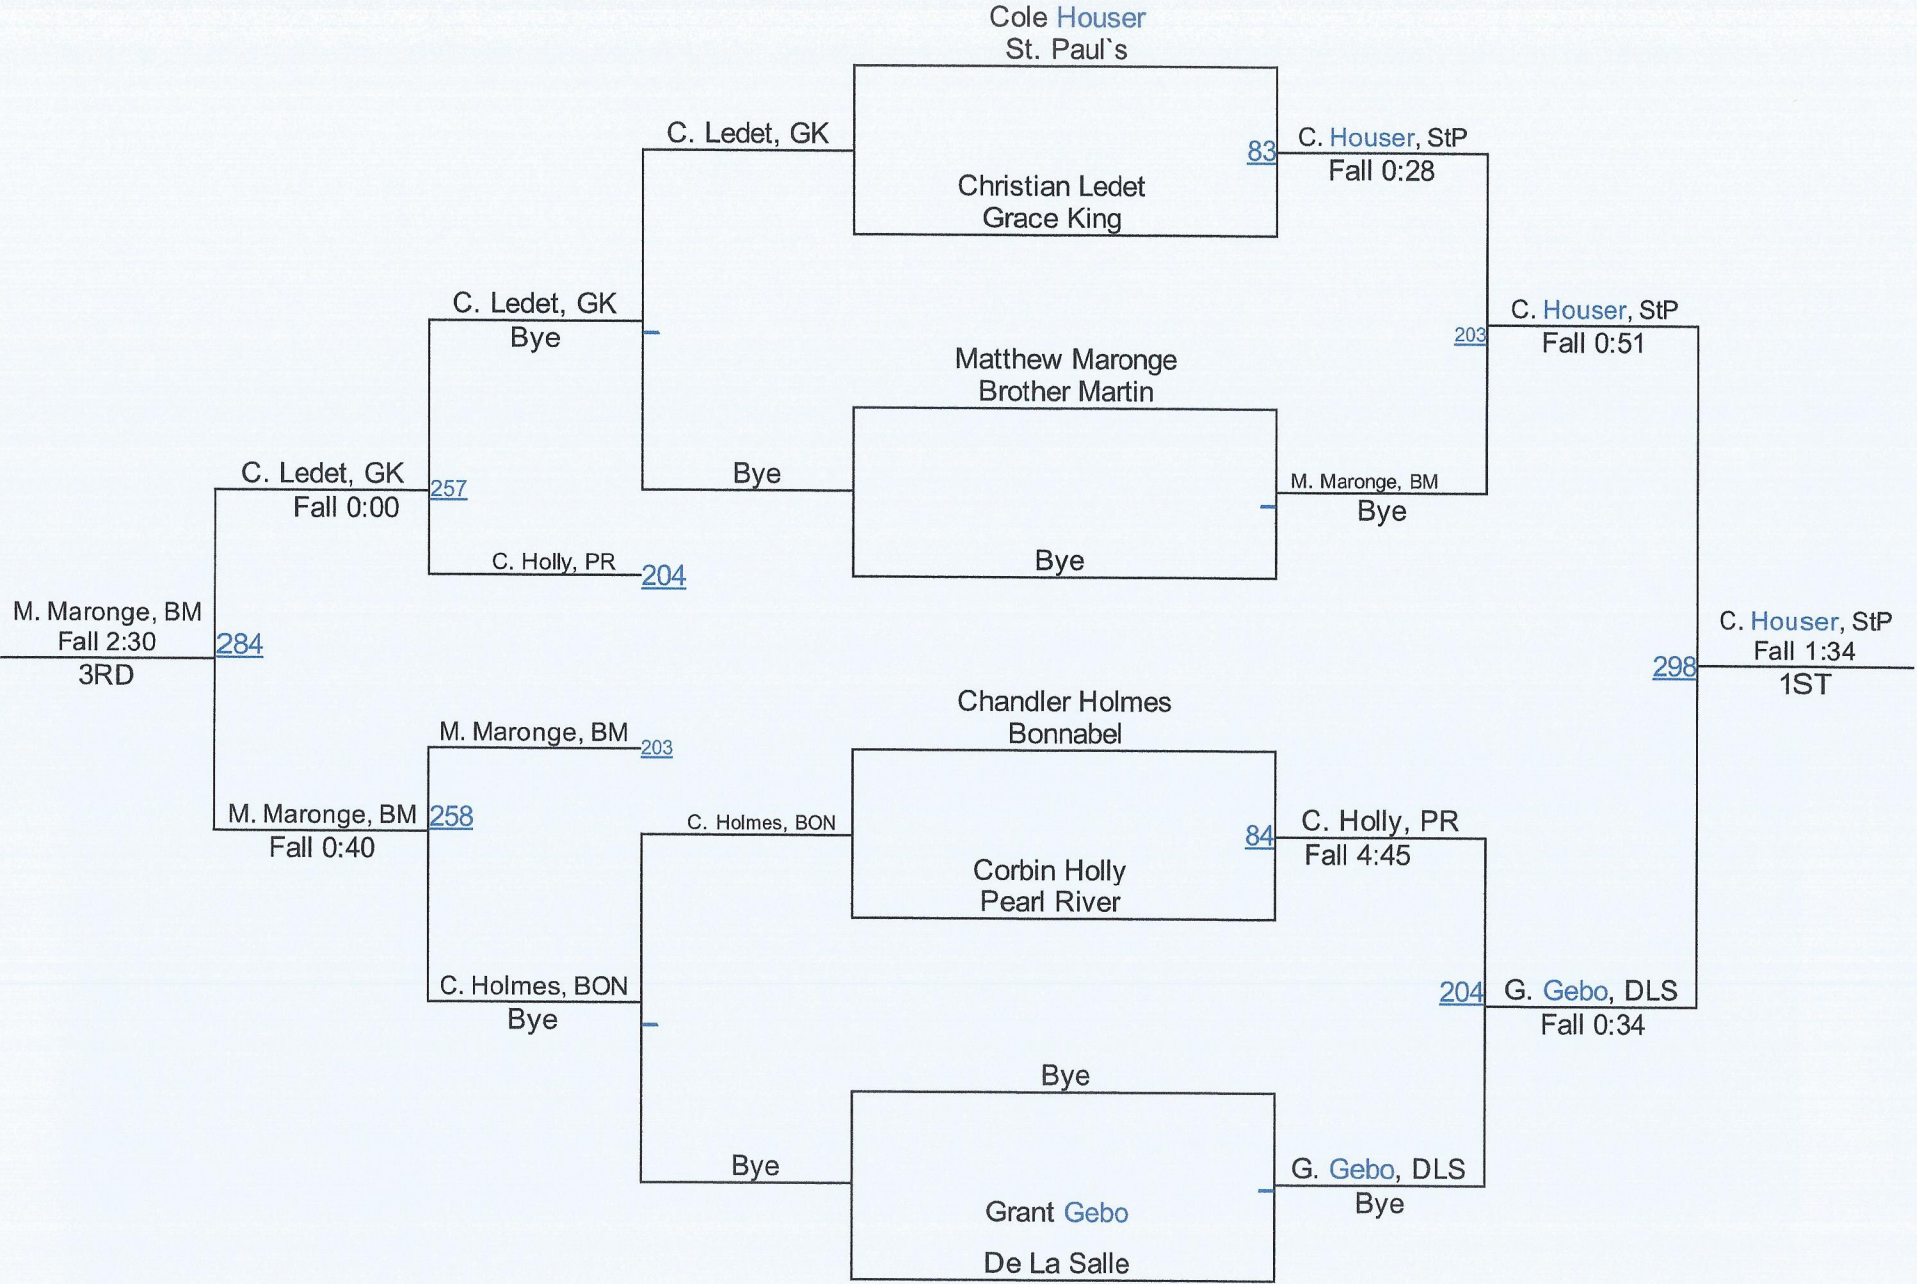 Cole Houser
St. Paul`s
C. Ledet, GK
83
C. Houser, StP
Fall 0:28
Christian Ledet
Grace King
C. Ledet, GK
Bye
C. Houser, StP
203
Fall 0:51
Matthew Maronge
Brother Martin
C. Ledet, GK
257
Fall 0:00
Bye
M. Maronge, BM
Bye
C. Holly, PR
204
Bye
M. Maronge, BM
Fall 2:30
284
3RD
C. Houser, StP
298
Fall 1:34
1ST
M. Maronge, BM
203
Chandler Holmes
Bonnabel
M. Maronge, BM
258
Fall 0:40
C. Holmes, BON
84
C. Holly, PR
Fall 4:45
Corbin Holly
Pearl River
C. Holmes, BON
Bye
204
G. Gebo, DLS
Fall 0:34
Bye
Bye
G. Gebo, DLS
Bye
Grant Gebo
De La Salle